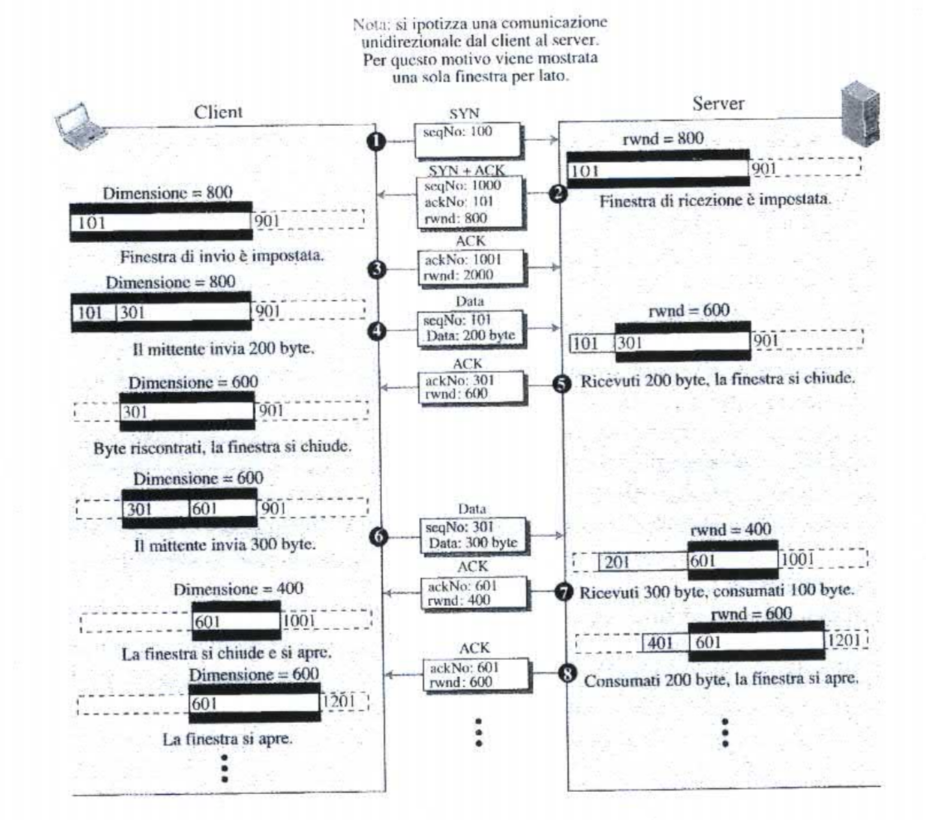 Nota: si ipotizza una comunicazione
unidirezionale dal client al server.
Per questo motivo viene mostrata
una sola finestra per lato.
Client
Server
SYN
1
seqNo: 100
rwnd = 800
101
901
Finestra di ricezione è impostata.
SYN + ACK
2
seqNo: 1000
ackNo: 101
rwnd: 800
Dimensione = 800
101
901
Finestra di invio è impostata.
ACK
3
ackNo: 1001
rwnd: 2000
Dimensione = 800
101
301
901
Il mittente invia 200 byte.
Data
4
seqNo: 101
Data: 200 byte
rwnd = 600
101
301
901
Ricevuti 200 byte, la finestra si chiude.
ACK
5
ackNo: 301
rwnd: 600
Dimensione = 600
301
901
Byte riscontrati, la finestra si chiude.
Dimensione = 600
301
601
901
Il mittente invia 300 byte.
Data
6
seqNo: 301
Data: 300 byte
rwnd = 400
201
601
1001
Ricevuti 300 byte, consumati 100 byte.
ACK
7
ackNo: 601
rwnd: 400
Dimensione = 400
601
1001
La finestra si chiude e si apre.
rwnd = 600
401
601
1201
Consumati 200 byte, la finestra si apre.
ACK
8
ackNo: 601
rwnd: 600
Dimensione = 600
601
1201
La finestra si apre.